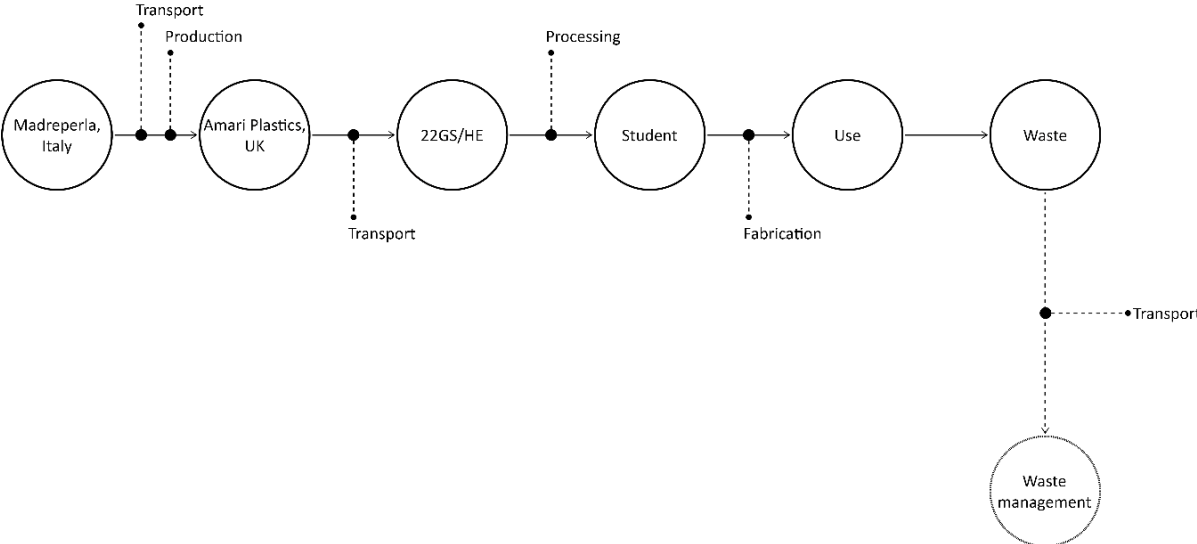 Transport
Production
Processing
Madreperla,
Italy
Amari Plastics,
UK
22GS/HE
Student
Use
Waste
Transport
Fabrication
Transport
Waste
management